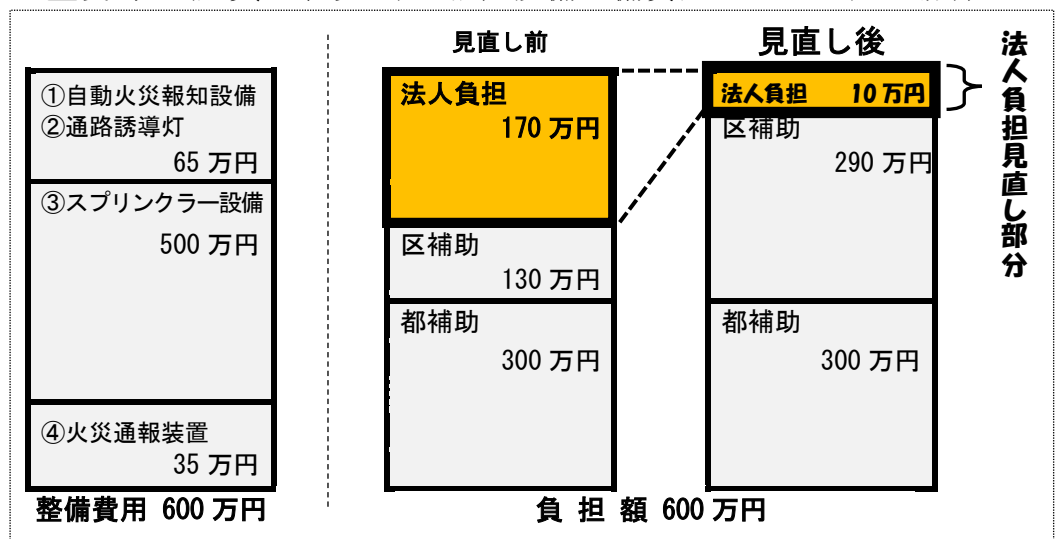 見直し前
見直し後
①自動火災報知設備
②通路誘導灯
65 万円
③スプリンクラー設備
500 万円
④火災通報装置
35 万円
整備費用 600 万円
法人負担
170 万円
区補助
130 万円
都補助
300 万円
法人負担 10 万円
区補助
290 万円
都補助
300 万円
負 担 額 600 万円
法人負担見直し部分